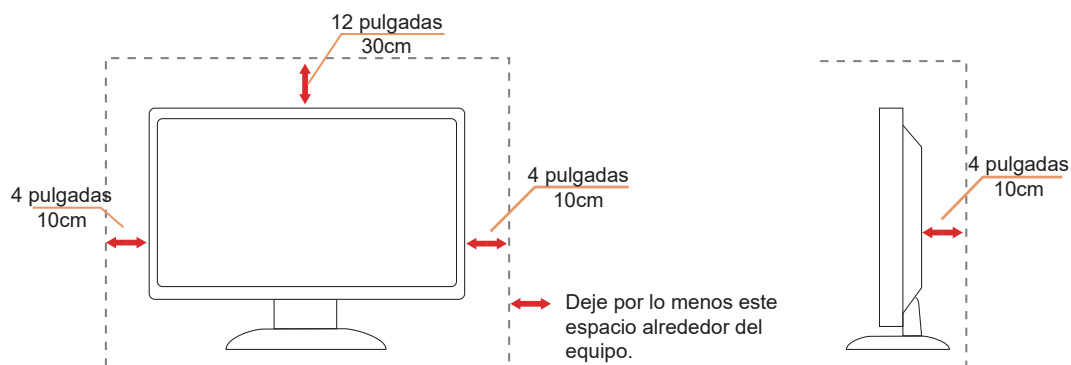 12 pulgadas
30cm
4 pulgadas
10cm
4 pulgadas
10cm
4 pulgadas
10cm
Deje por lo menos este
espacio alrededor del
equipo.